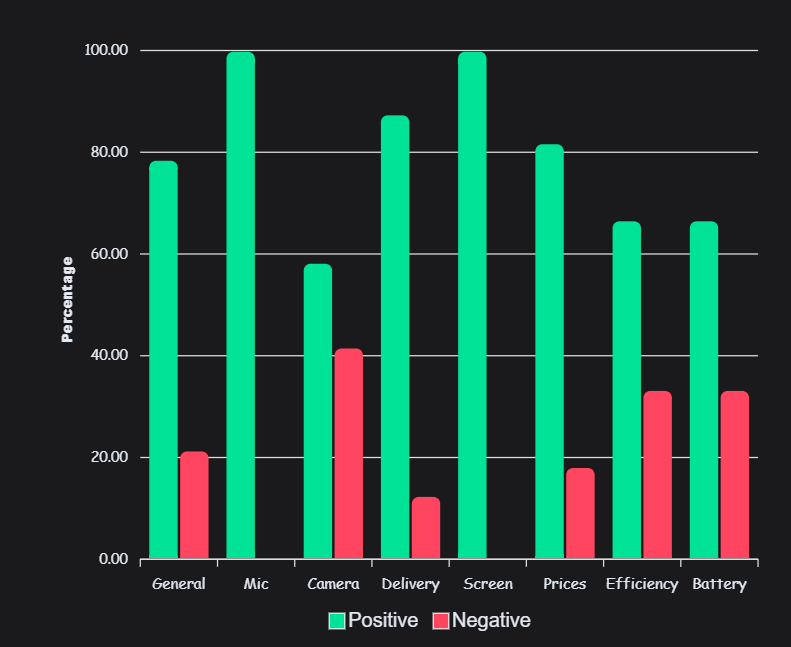 100.00
80.00
60.00
40.00
20.00
0.00
Percentage
General Mic Camera Delivery Screen Prices Efficiency Battery
Positive Negative